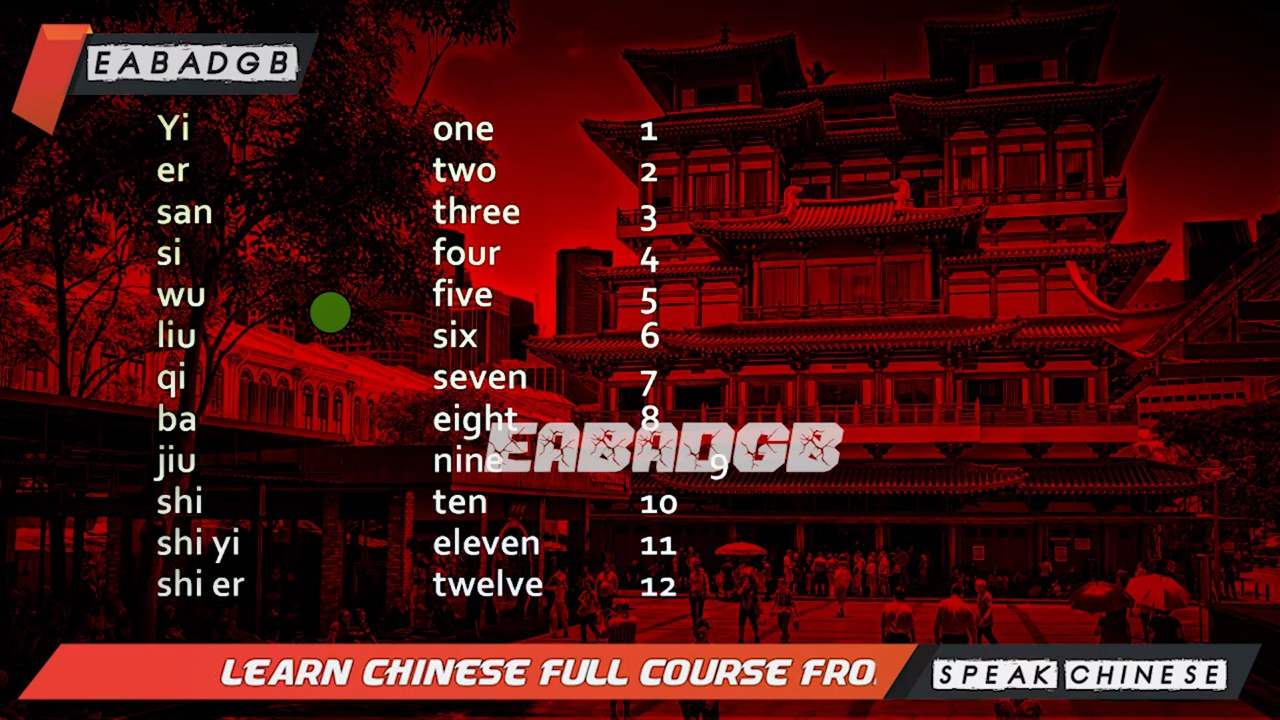 EABADGB
Yi one 1
er two 2
san three 3
si four 4
wu five 5
liu six 6
qi seven 7
ba eight 8
EABADGB
jiu nine 9
shi ten 10
shi yi eleven 11
shi er twelve 12
LEARN CHINESE FULL COURSE FRO
SPEAK CHINESE